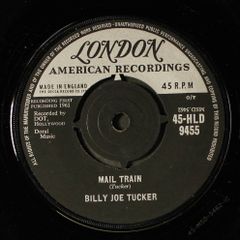 LONDON
AMERICAN RECORDINGS
MADE IN ENGLAND
45 R.P.M
RECORDING FIRST
PUBLISHED 1961
Recorded by
DOT,
Hollywood
Doral
Music
45-HLD
9455
MAIL TRAIN
(Tucker)
BILLY JOE TUCKER